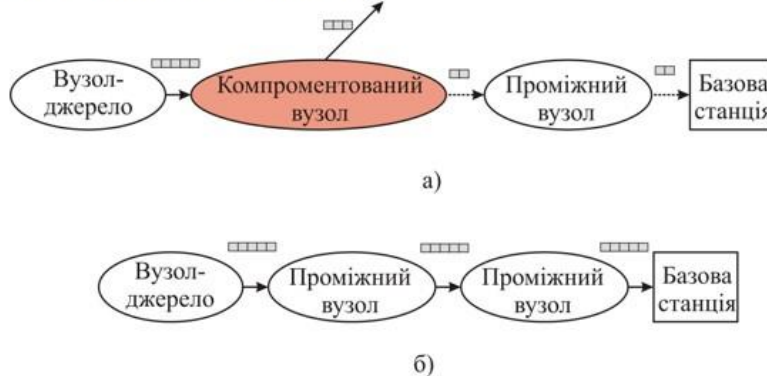 Вузол-
джерело
Компроментований
вузол
Проміжний
вузол
Базова
станція
а)
Вузол-
джерело
Проміжний
вузол
Проміжний
вузол
Базова
станція
б)